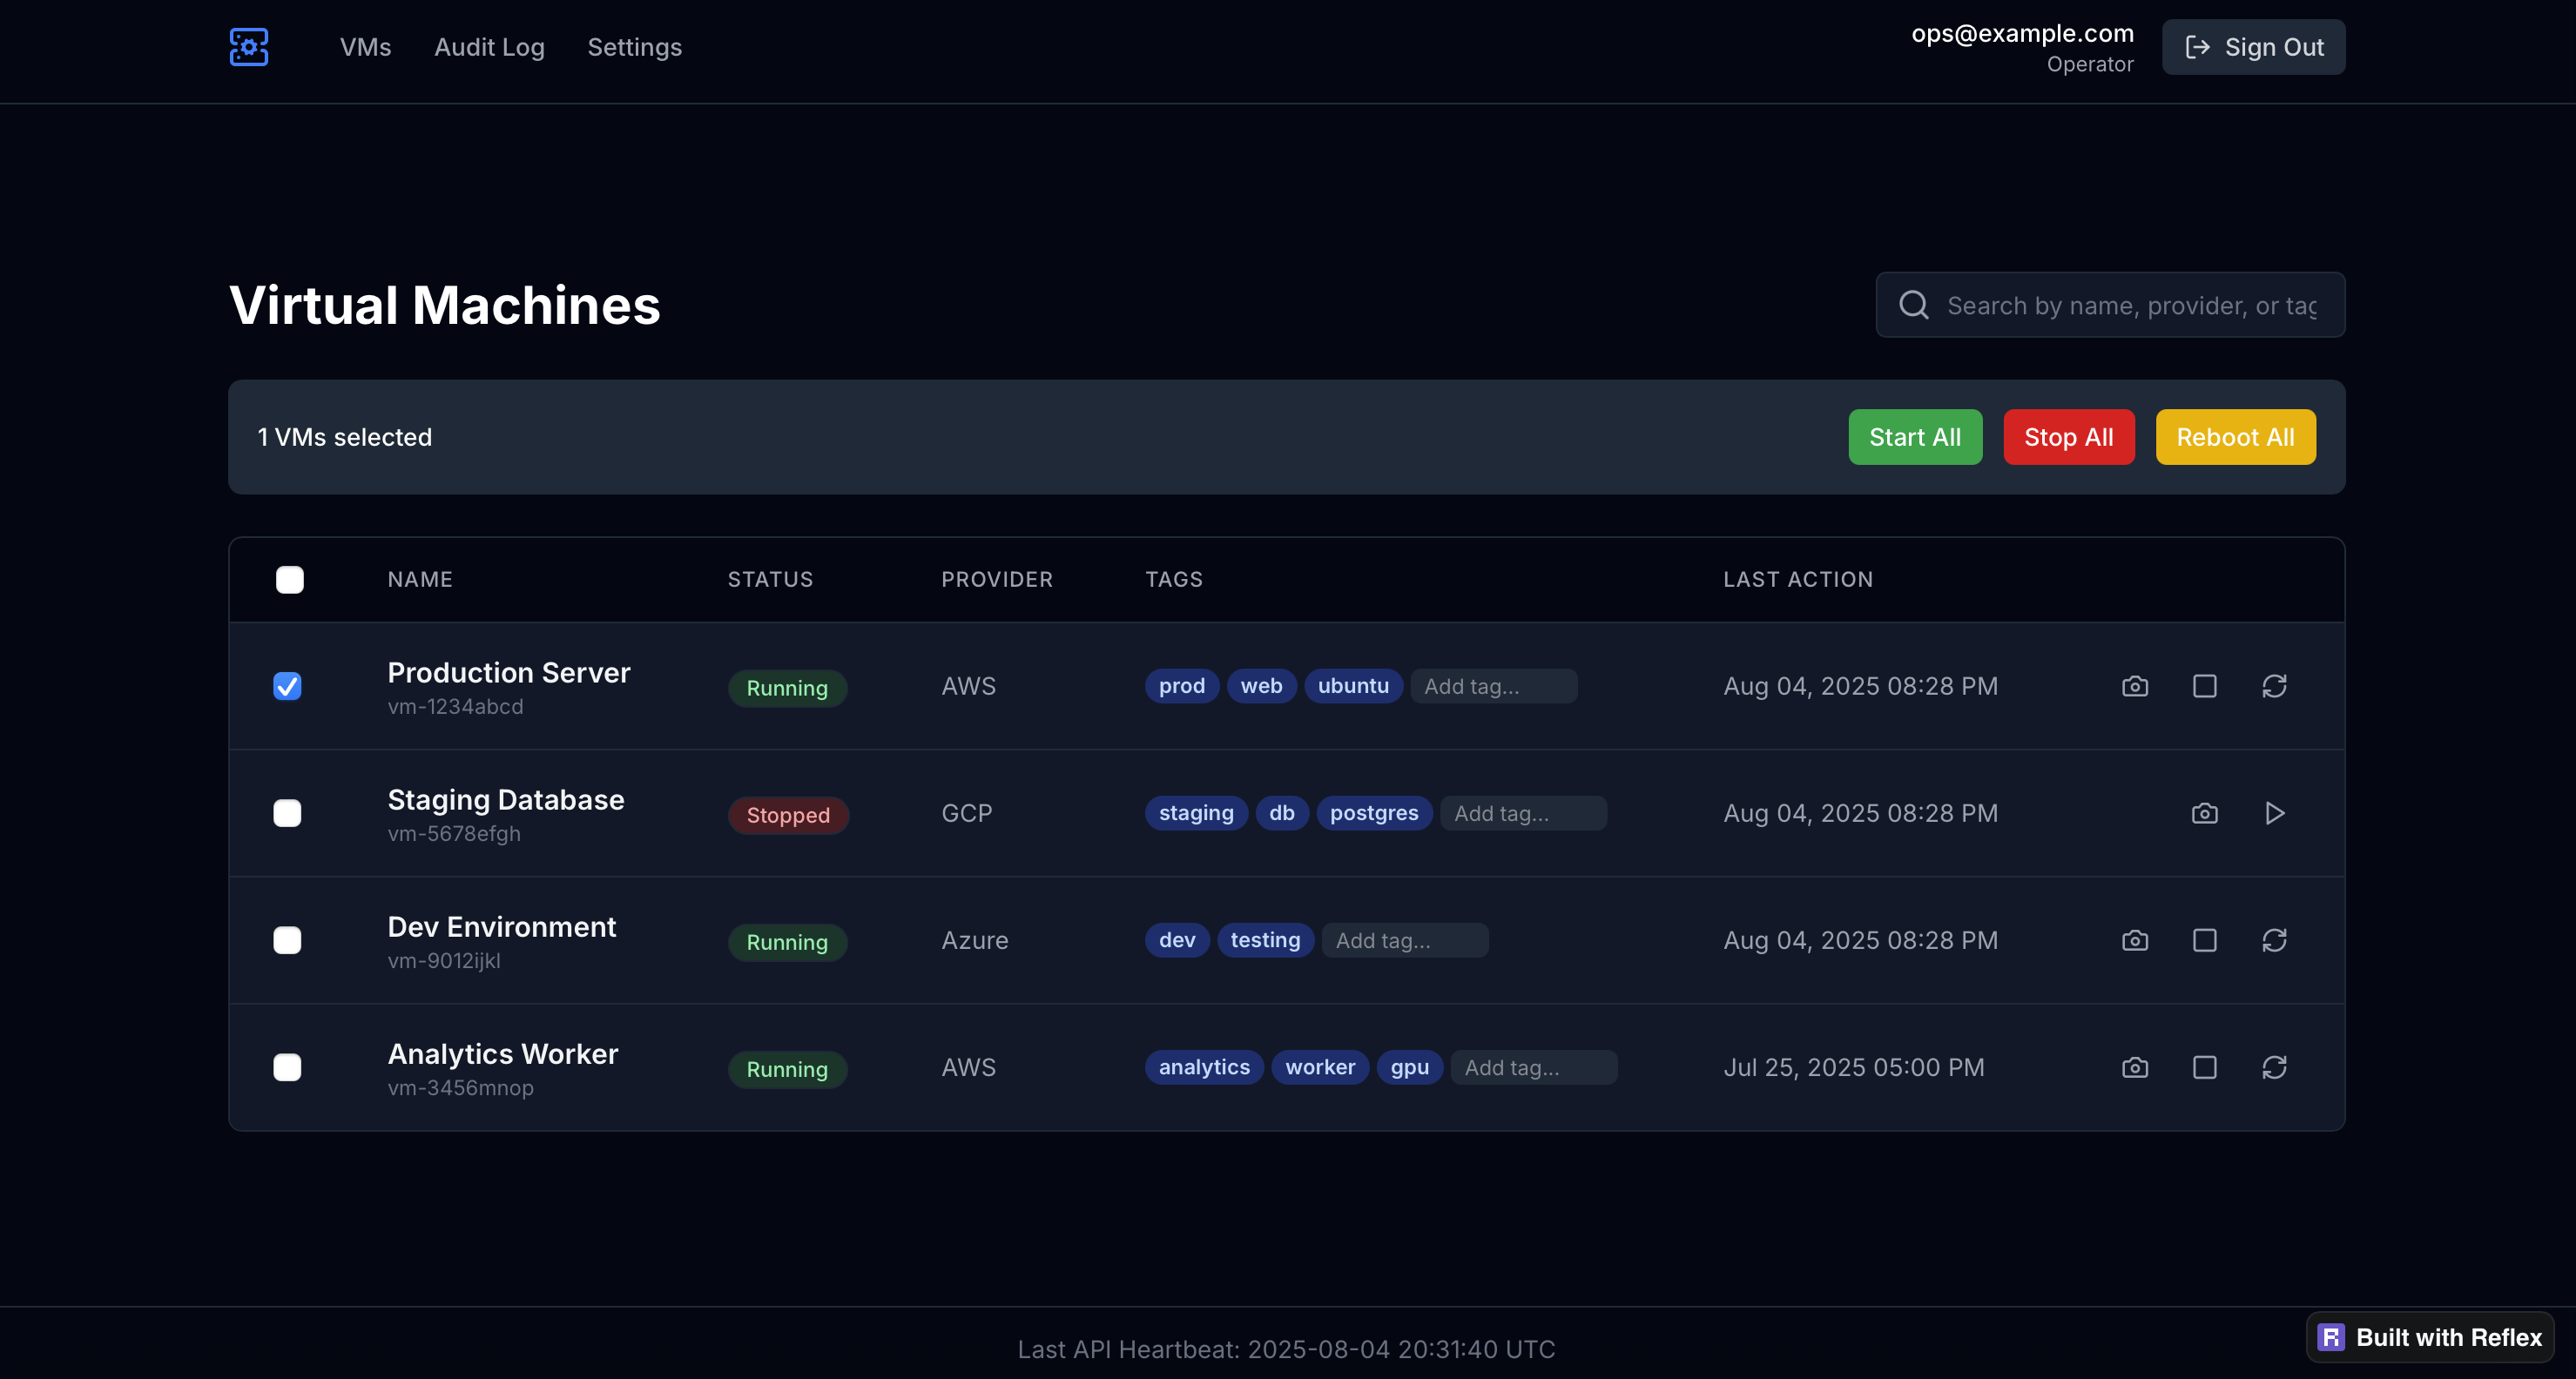 VMs Audit Log Settings
ops@example.com
Operator
Sign Out
Virtual Machines
Search by name, provider, or tag
1 VMs selected
Start All Stop All Reboot All
NAME STATUS PROVIDER TAGS LAST ACTION
Production Server
vm-1234abcd
Running AWS prod web ubuntu Add tag... Aug 04, 2025 08:28 PM
Staging Database
vm-5678efgh
Stopped GCP staging db postgres Add tag... Aug 04, 2025 08:28 PM
Dev Environment
vm-9012ijkl
Running Azure dev testing Add tag... Aug 04, 2025 08:28 PM
Analytics Worker
vm-3456mnop
Running AWS analytics worker gpu Add tag... Jul 25, 2025 05:00 PM
Last API Heartbeat: 2025-08-04 20:31:40 UTC
Built with Reflex